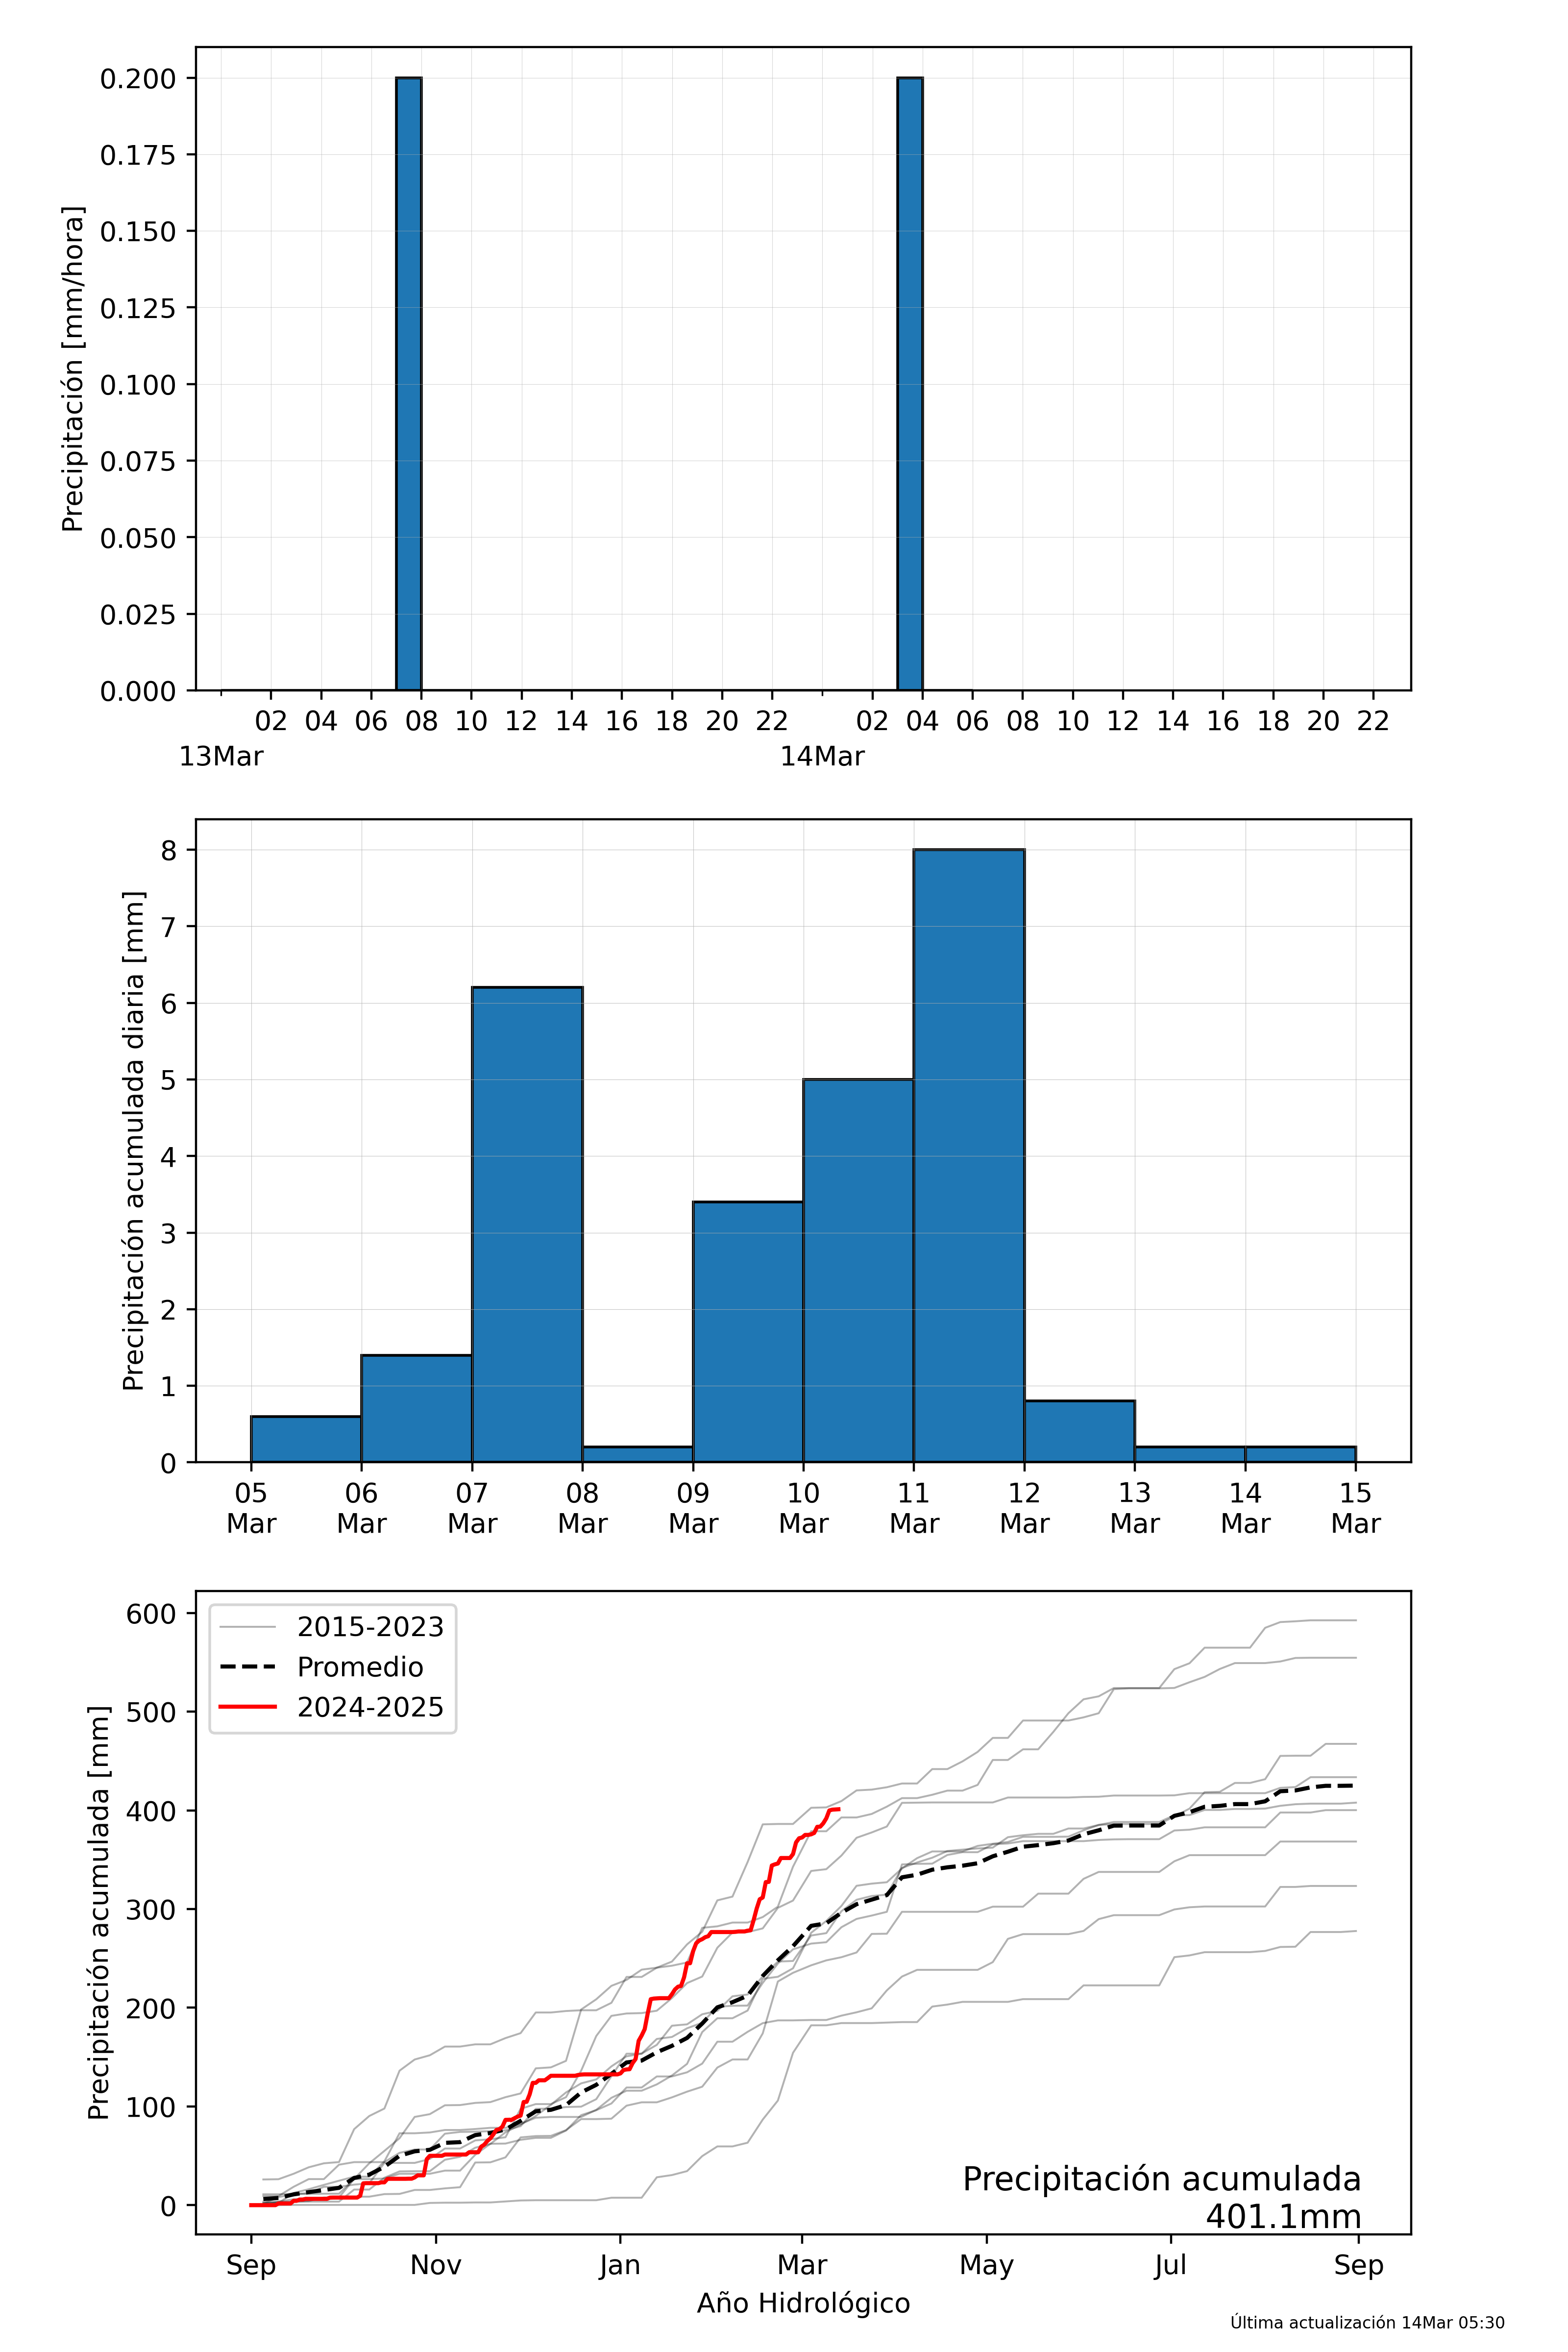 0.200
0.175
0.150
0.125
0.100
0.075
0.050
0.025
0.000
Precipitación [mm/hora]
02 04 06 08 10 12 14 16 18 20 22 02 04 06 08 10 12 14 16 18 20 22
13Mar 14Mar
8
7
6
5
4
3
2
1
0
Precipitación acumulada diaria [mm]
05 06 07 08 09 10 11 12 13 14 15
Mar Mar Mar Mar Mar Mar Mar Mar Mar Mar Mar
600
500
400
300
200
100
0
Precipitación acumulada [mm]
2015-2023
Promedio
2024-2025
Precipitación acumulada
401.1mm
Sep Nov Jan Mar May Jul Sep
Año Hidrológico
Última actualización 14Mar 05:30